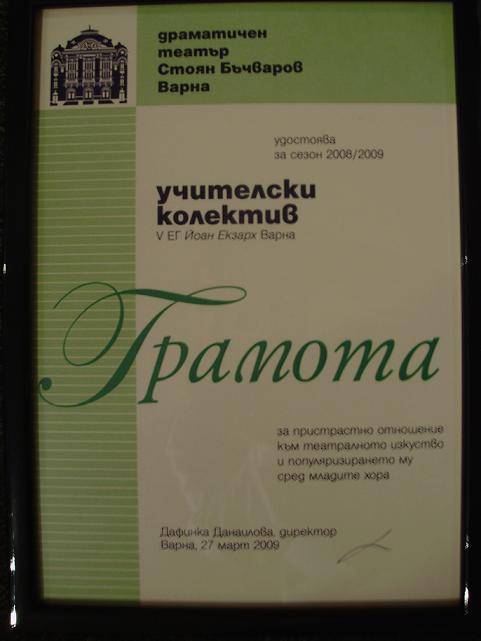 драматичен
театър
Стоян Бъчваров
Варна
удостоява
за сезон 2008/2009
учителски
колектив
V ЕГ Йоан Екзарх Варна
Грамота
за пристрастно отношение
към театралното изкуство
и популяризирането му
сред младите хора
Дафинка Данаилова, директор
Варна, 27 март 2009